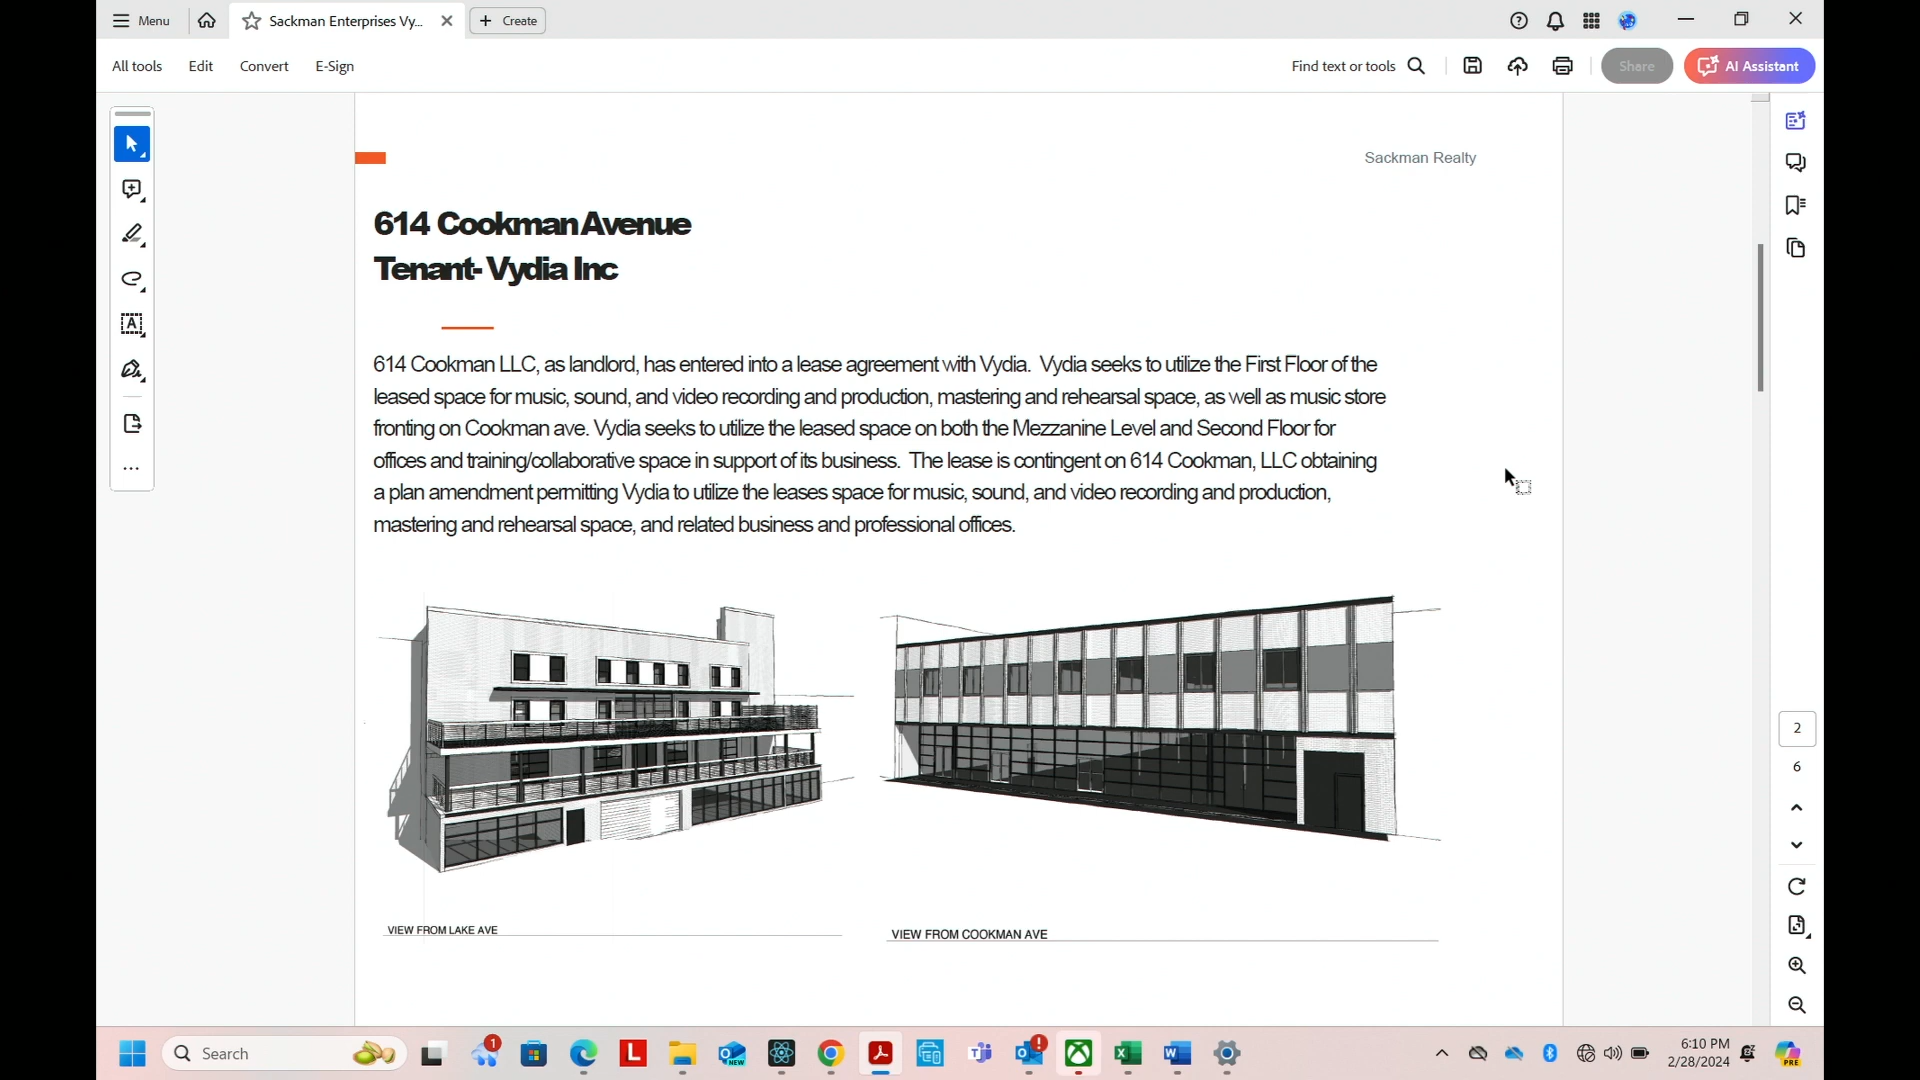 Menu
Sackman Enterprises Vy...
Create
All tools
Edit
Convert
E-Sign
Find text or tools
Share
AI Assistant
Sackman Realty
614 Cookman Avenue
Tenant- Vydia Inc
614 Cookman LLC, as landlord, has entered into a lease agreement with Vydia. Vydia seeks to utilize the First Floor of the
leased space for music, sound, and video recording and production, mastering and rehearsal space, as well as music store
fronting on Cookman ave. Vydia seeks to utilize the leased space on both the Mezzanine Level and Second Floor for
offices and training/collaborative space in support of its business. The lease is contingent on 614 Cookman, LLC obtaining
a plan amendment permitting Vydia to utilize the leases space for music, sound, and video recording and production,
mastering and rehearsal space, and related business and professional offices.
VIEW FROM LAKE AVE
VIEW FROM COOKMAN AVE
2
6
Search
1
L
NEW
6:10 PM
2/28/2024
PRE